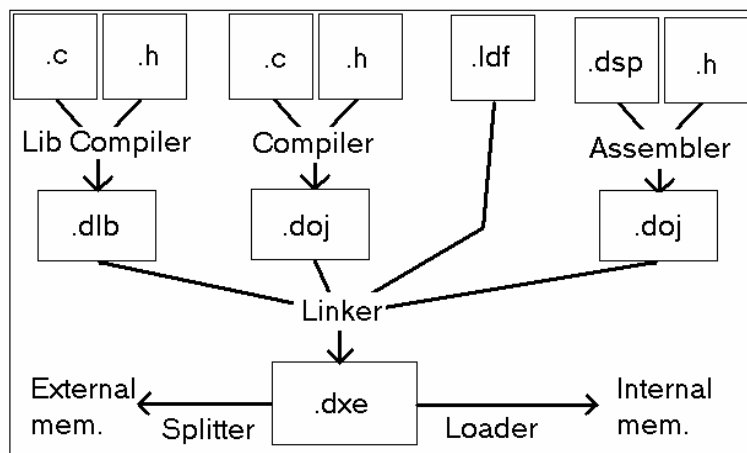 .c .h .c .h .ldf .dsp .h
Lib Compiler Compiler Assembler
.dlb .doj .doj
Linker
External
mem.
Splitter
.dxe
Loader
Internal
mem.